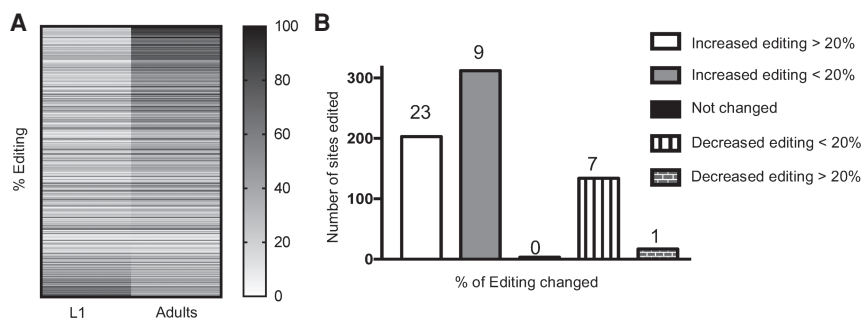 A
% Editing
L1
Adults
100
80
60
40
20
0
B
Number of sites edited
300
200
100
0
23
9
0
7
1
% of Editing changed
Increased editing > 20%
Increased editing < 20%
Not changed
Decreased editing < 20%
Decreased editing > 20%